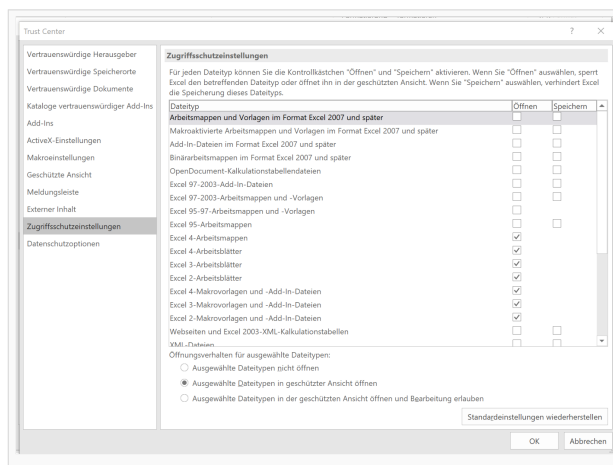 Trust Center
? X
Vertrauenswürdige Herausgeber
Vertrauenswürdige Speicherorte
Vertrauenswürdige Dokumente
Kataloge vertrauenswürdiger Add-Ins
Add-Ins
ActiveX-Einstellungen
Makroeinstellungen
Geschützte Ansicht
Meldungsleiste
Externer Inhalt
Zugriffsschutzeinstellungen
Datenschutzoptionen
Zugriffsschutzeinstellungen
Für jeden Dateityp können Sie die Kontrollkästchen "Öffnen" und "Speichern" aktivieren. Wenn Sie "Öffnen" auswählen, sperrt
Excel den betreffenden Dateityp oder öffnet ihn in der geschützten Ansicht. Wenn Sie "Speichern" auswählen, verhindert Excel
die Speicherung dieses Dateityps.
Dateityp Öffnen Speichern
Arbeitsmappen und Vorlagen im Format Excel 2007 und später
Makroaktivierte Arbeitsmappen und Vorlagen im Format Excel 2007 und später
Add-In-Dateien im Format Excel 2007 und später
Binärarbeitsmappen im Format Excel 2007 und später
OpenDocument-Kalkulationstabellendateien
Excel 97-2003-Add-In-Dateien
Excel 97-2003-Arbeitsmappen und -Vorlagen
Excel 95-97-Arbeitsmappen und -Vorlagen
Excel 95-Arbeitsmappen
Excel 4-Arbeitsmappen
Excel 4-Arbeitsblätter
Excel 3-Arbeitsblätter
Excel 2-Arbeitsblätter
Excel 4-Makrovorlagen und -Add-In-Dateien
Excel 3-Makrovorlagen und -Add-In-Dateien
Excel 2-Makrovorlagen und -Add-In-Dateien
Webseiten und Excel 2003-XML-Kalkulationstabellen
XML-Dateien
Öffnungsverhalten für ausgewählte Dateitypen:
Ausgewählte Dateitypen nicht öffnen
Ausgewählte Dateitypen in geschützter Ansicht öffnen
Ausgewählte Dateitypen in der geschützten Ansicht öffnen und Bearbeitung erlauben
Standardeinstellungen wiederherstellen
OK Abbrechen